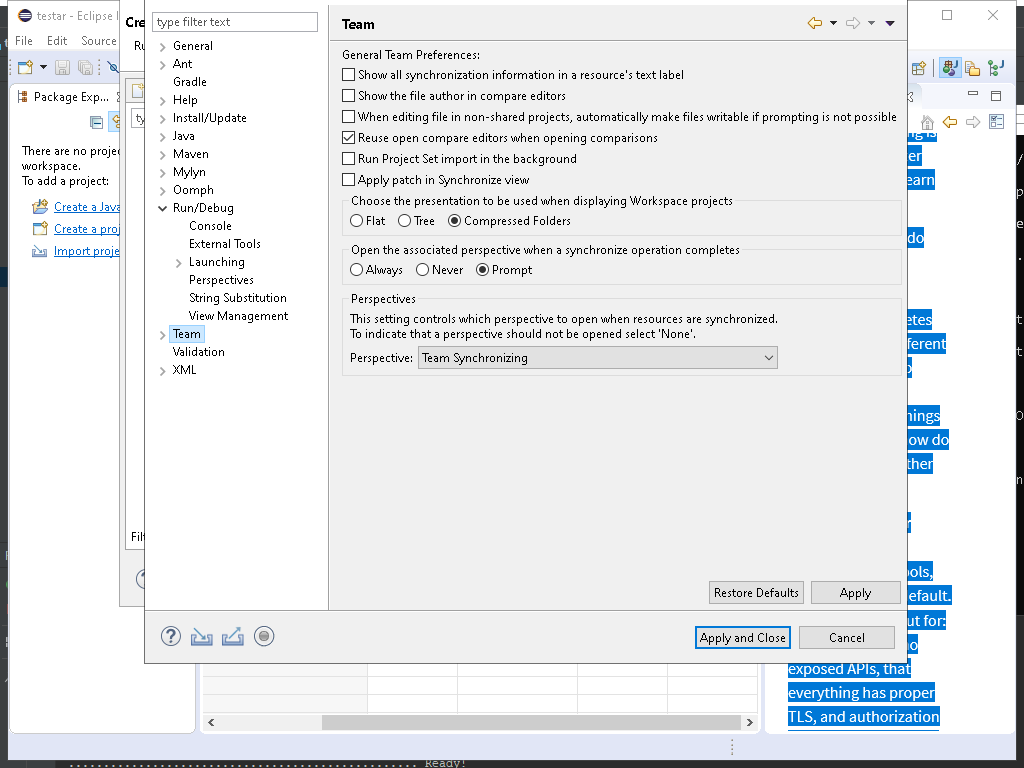 testar - Eclipse I
File Edit Source
Package Exp...
There are no proje
workspace.
To add a project:
Create a Java
Create a proj
Import proje
Cre
Ru
ty
Filt
type filter text
General
Ant
Gradle
Help
Install/Update
Java
Maven
Mylyn
Oomph
Run/Debug
Console
External Tools
Launching
Perspectives
String Substitution
View Management
Team
Validation
XML
Team
General Team Preferences:
Show all synchronization information in a resource's text label
Show the file author in compare editors
When editing file in non-shared projects, automatically make files writable if prompting is not possible
Reuse open compare editors when opening comparisons
Run Project Set import in the background
Apply patch in Synchronize view
Choose the presentation to be used when displaying Workspace projects
Flat Tree Compressed Folders
Open the associated perspective when a synchronize operation completes
Always Never Prompt
Perspectives
This setting controls which perspective to open when resources are synchronized.
To indicate that a perspective should not be opened select 'None'.
Perspective: Team Synchronizing
Restore Defaults Apply
Apply and Close Cancel
ng is
er
earn
do
etes
ferent
nings
ow do
ther
ools,
efault.
ut for:
no
exposed APIs, that
everything has proper
TLS, and authorization
Ready!